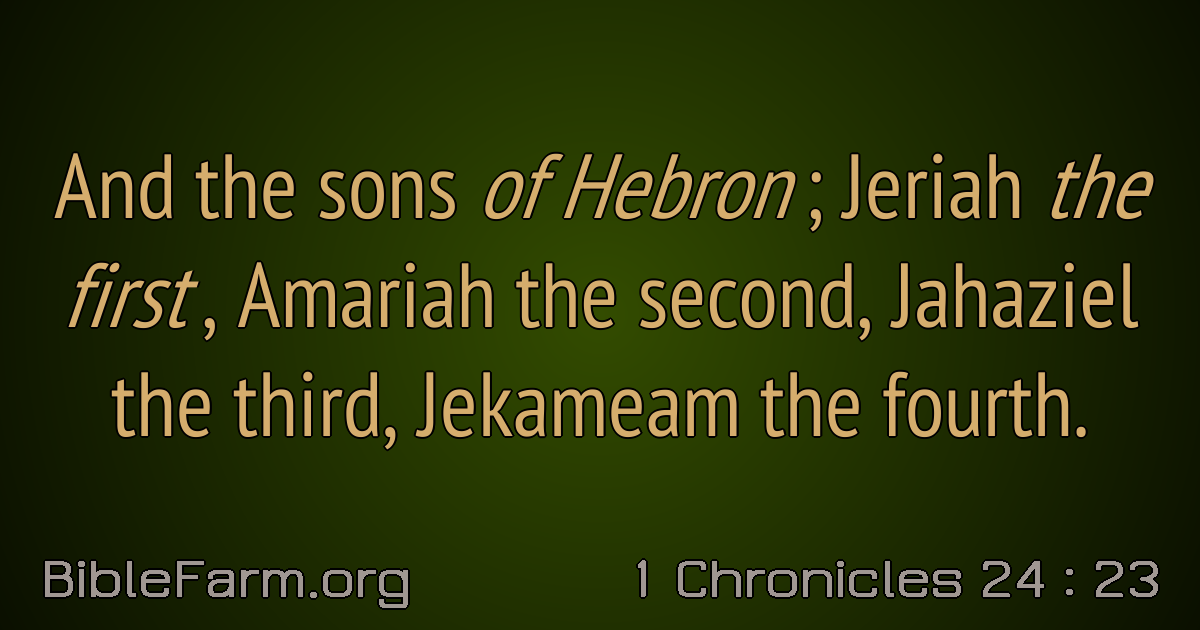 And the sons of Hebron ; Jeriah the
first , Amariah the second, Jahaziel
the third, Jekameam the fourth.
BibleFarm.org
1 Chronicles 24 : 23